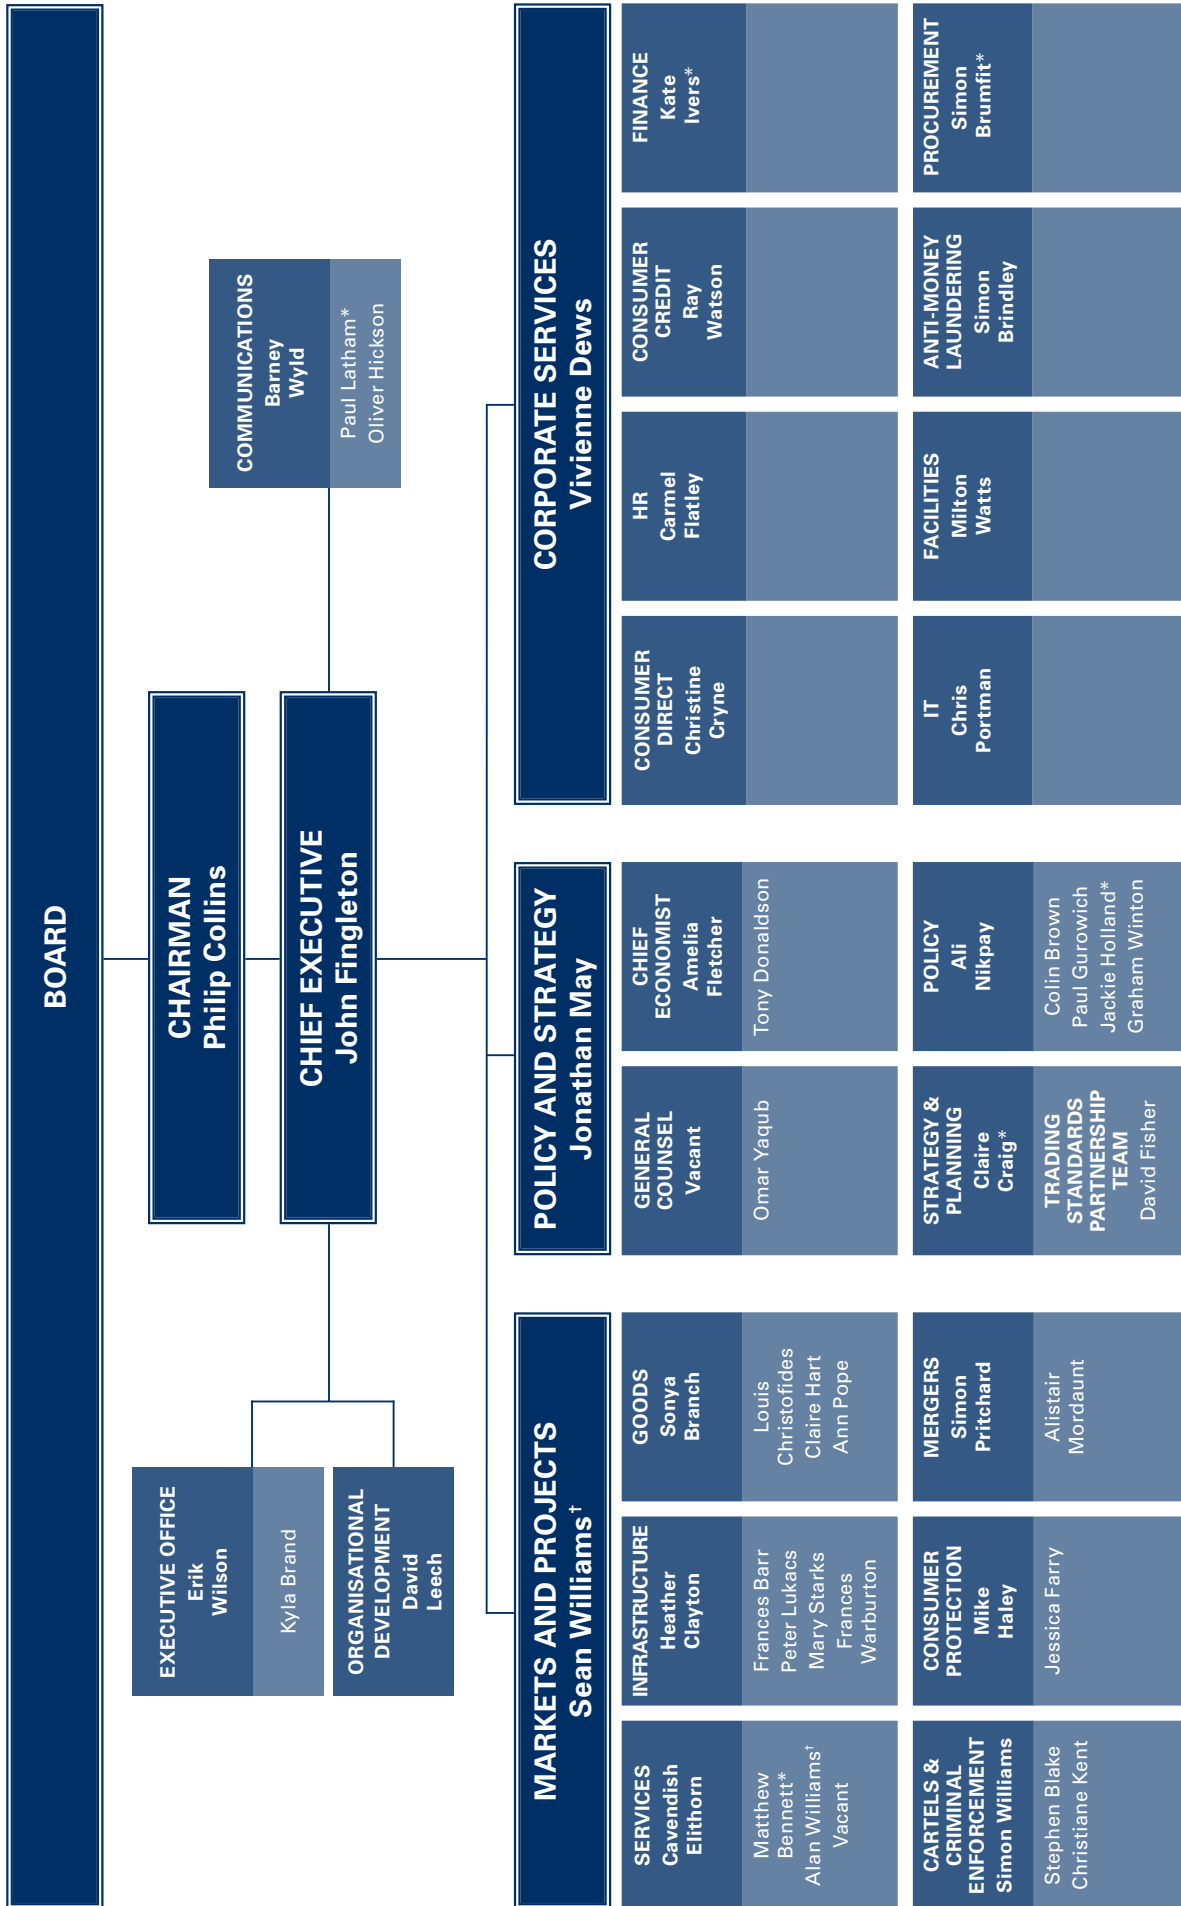 BOARD
CHAIRMAN
Philip Collins
CHIEF EXECUTIVE
John Fingleton
EXECUTIVE OFFICE
Erik
Wilson
Kyla Brand
ORGANISATIONAL
DEVELOPMENT
David
Leech
COMMUNICATIONS
Barney
Wyld
Paul Latham*
Oliver Hickson
MARKETS AND PROJECTS
Sean Williams†
SERVICES
Cavendish
Elithorn
Matthew
Bennett*
Alan Williams†
Vacant
INFRASTRUCTURE
Heather
Clayton
Frances Barr
Peter Lukacs
Mary Starks
Frances
Warburton
GOODS
Sonya
Branch
Louis
Christofides
Claire Hart
Ann Pope
CARTELS &
CRIMINAL
ENFORCEMENT
Simon Williams
Stephen Blake
Christiane Kent
CONSUMER
PROTECTION
Mike
Haley
Jessica Farry
MERGERS
Simon
Pritchard
Alistair
Mordaunt
POLICY AND STRATEGY
Jonathan May
GENERAL
COUNSEL
Vacant
Omar Yaqub
CHIEF
ECONOMIST
Amelia
Fletcher
Tony Donaldson
STRATEGY &
PLANNING
Claire
Craig*
TRADING
STANDARDS
PARTNERSHIP
TEAM
David Fisher
POLICY
Ali
Nikpay
Colin Brown
Paul Gurowich
Jackie Holland*
Graham Winton
CORPORATE SERVICES
Vivienne Dews
CONSUMER
DIRECT
Christine
Cryne
HR
Carmel
Flatley
CONSUMER
CREDIT
Ray
Watson
FINANCE
Kate
Ivers*
IT
Chris
Portman
FACILITIES
Milton
Watts
ANTI-MONEY
LAUNDERING
Simon
Brindley
PROCUREMENT
Simon
Brumfit*